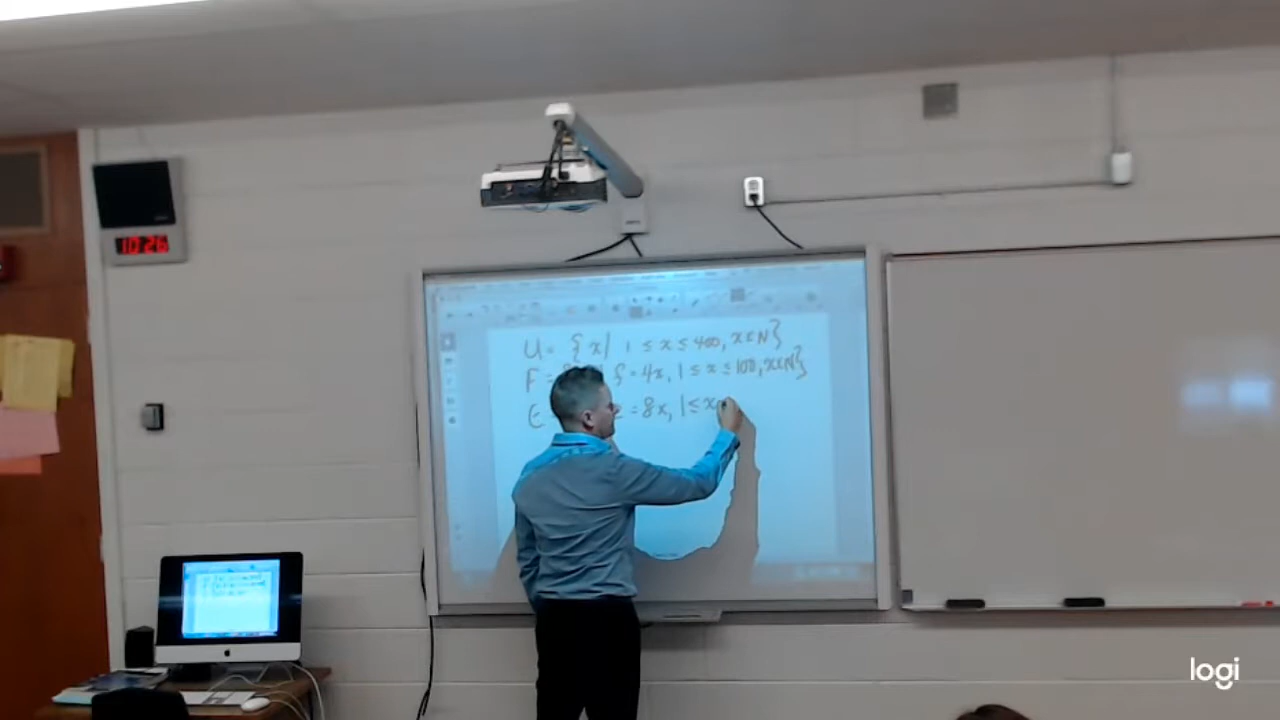 10:26
U = {x| 1 ≤ x ≤ 400, x∈N}
F = f = 4x, 1 ≤ x ≤ 100, x∈N}
E = 8x, 1 ≤ x
logi